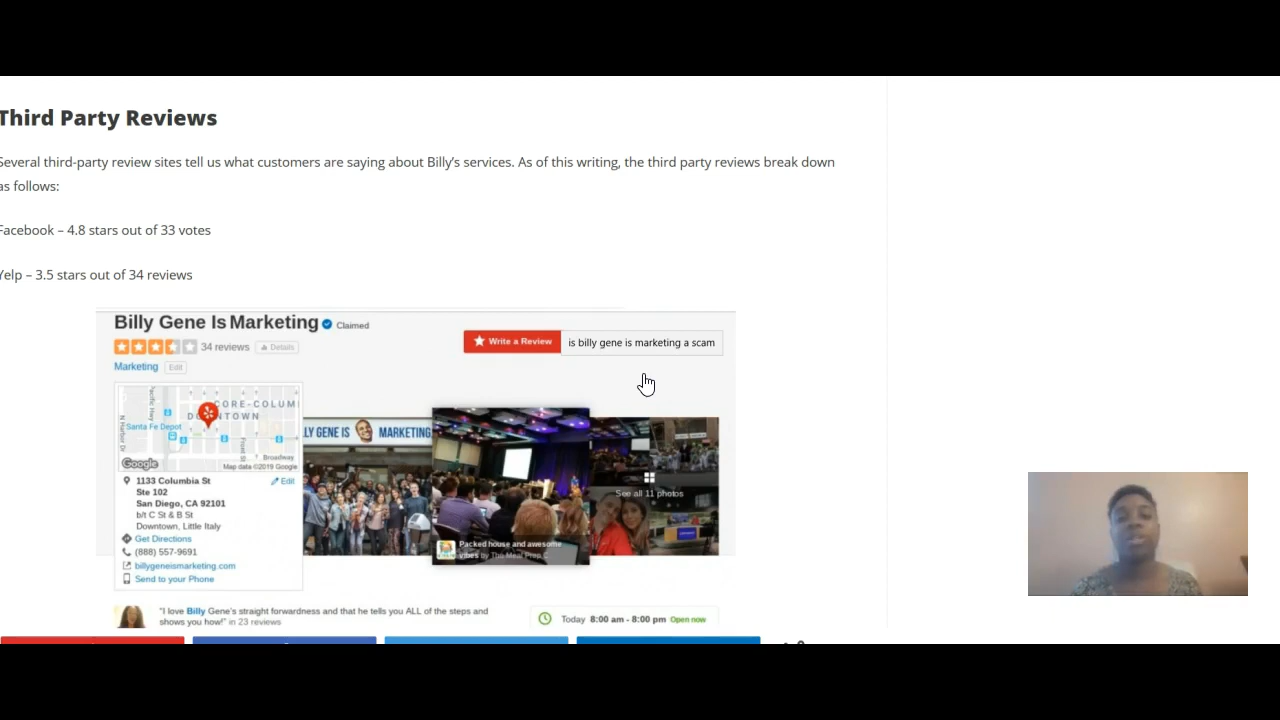 Third Party Reviews
Several third-party review sites tell us what customers are saying about Billy's services. As of this writing, the third party reviews break down
as follows:
Facebook – 4.8 stars out of 33 votes
Yelp – 3.5 stars out of 34 reviews
Billy Gene Is Marketing Claimed
34 reviews Details
Write a Review
is billy gene is marketing a scam
Marketing Edit
CORE-COLUM
Santa Fe Depot
Broadway
Google
Map data ©2019 Google
LY GENE IS MARKETING
1133 Columbia St Edit
Ste 102
San Diego, CA 92101
b/t C St & B St
Downtown, Little Italy
Get Directions
(888) 557-9691
billygeneismarketing.com
Send to your Phone
See all 11 photos
Packed house and awesome
vibes by The Meal Prep C
"I love Billy Gene's straight forwardness and that he tells you ALL of the steps and
shows you how!" in 23 reviews
Today 8:00 am - 8:00 pm Open now